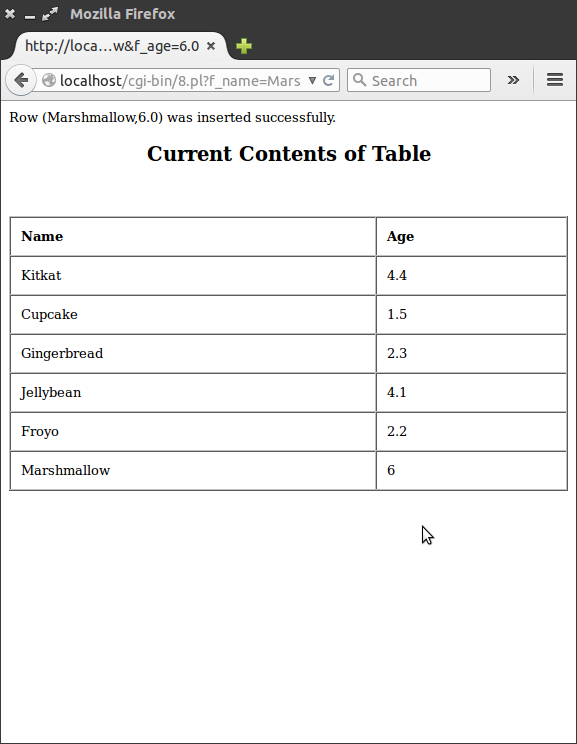 Mozilla Firefox
http://loca...w&f_age=6.0
localhost/cgi-bin/8.pl?f_name=Mars
Search
Row (Marshmallow,6.0) was inserted successfully.
Current Contents of Table
Name Age
Kitkat 4.4
Cupcake 1.5
Gingerbread 2.3
Jellybean 4.1
Froyo 2.2
Marshmallow 6